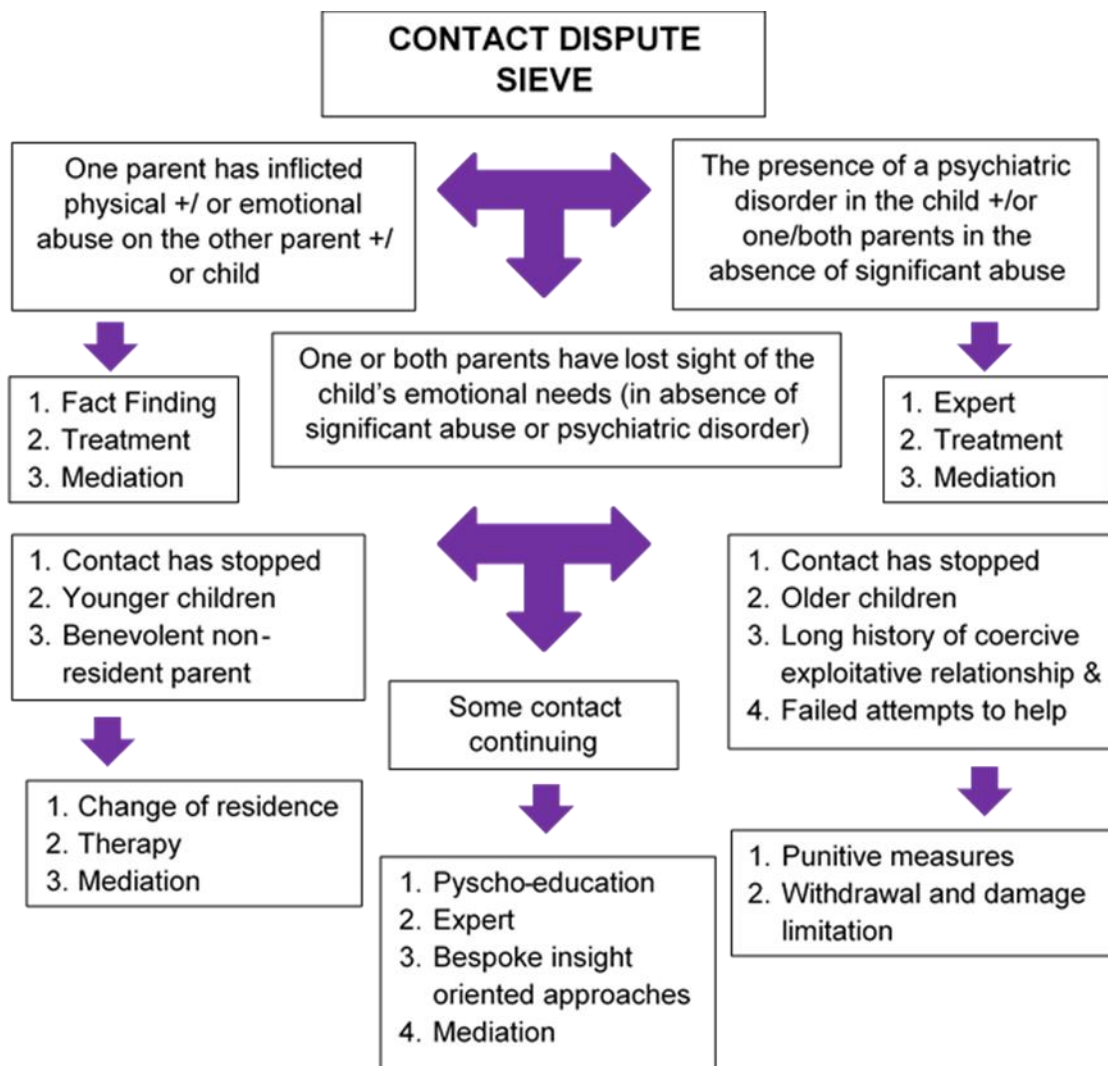 CONTACT DISPUTE
SIEVE
One parent has inflicted
physical +/ or emotional
abuse on the other parent +/
or child
The presence of a psychiatric
disorder in the child +/or
one/both parents in the
absence of significant abuse
One or both parents have lost sight of the
child's emotional needs (in absence of
significant abuse or psychiatric disorder)
1. Fact Finding
2. Treatment
3. Mediation
1. Expert
2. Treatment
3. Mediation
1. Contact has stopped
2. Younger children
3. Benevolent non-
resident parent
Some contact
continuing
1. Contact has stopped
2. Older children
3. Long history of coercive
exploitative relationship &
4. Failed attempts to help
1. Change of residence
2. Therapy
3. Mediation
1. Pyscho-education
2. Expert
3. Bespoke insight
oriented approaches
4. Mediation
1. Punitive measures
2. Withdrawal and damage
limitation